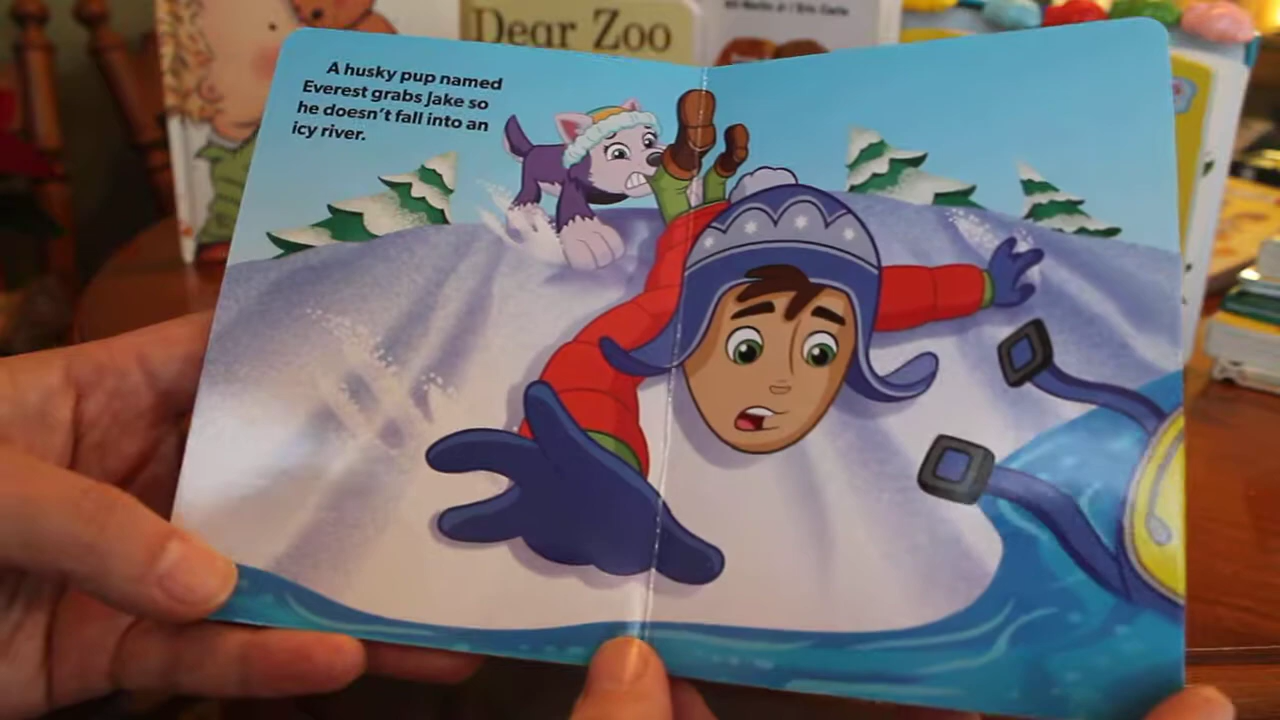 Dear Zoo
A husky pup named
Everest grabs Jake so
he doesn't fall into an
icy river.